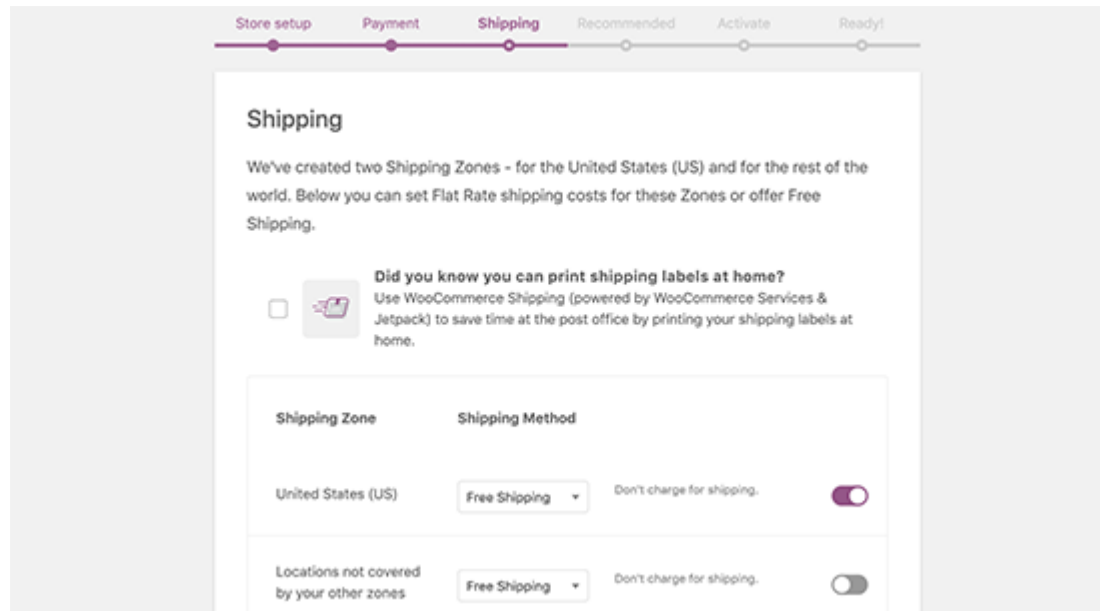 Store setup Payment Shipping Recommended Activate Ready!
Shipping
We've created two Shipping Zones - for the United States (US) and for the rest of the
world. Below you can set Flat Rate shipping costs for these Zones or offer Free
Shipping.
Did you know you can print shipping labels at home?
Use WooCommerce Shipping (powered by WooCommerce Services &
Jetpack) to save time at the post office by printing your shipping labels at
home.
Shipping Zone Shipping Method
United States (US) Free Shipping Don't charge for shipping.
Locations not covered
by your other zones Free Shipping Don't charge for shipping.